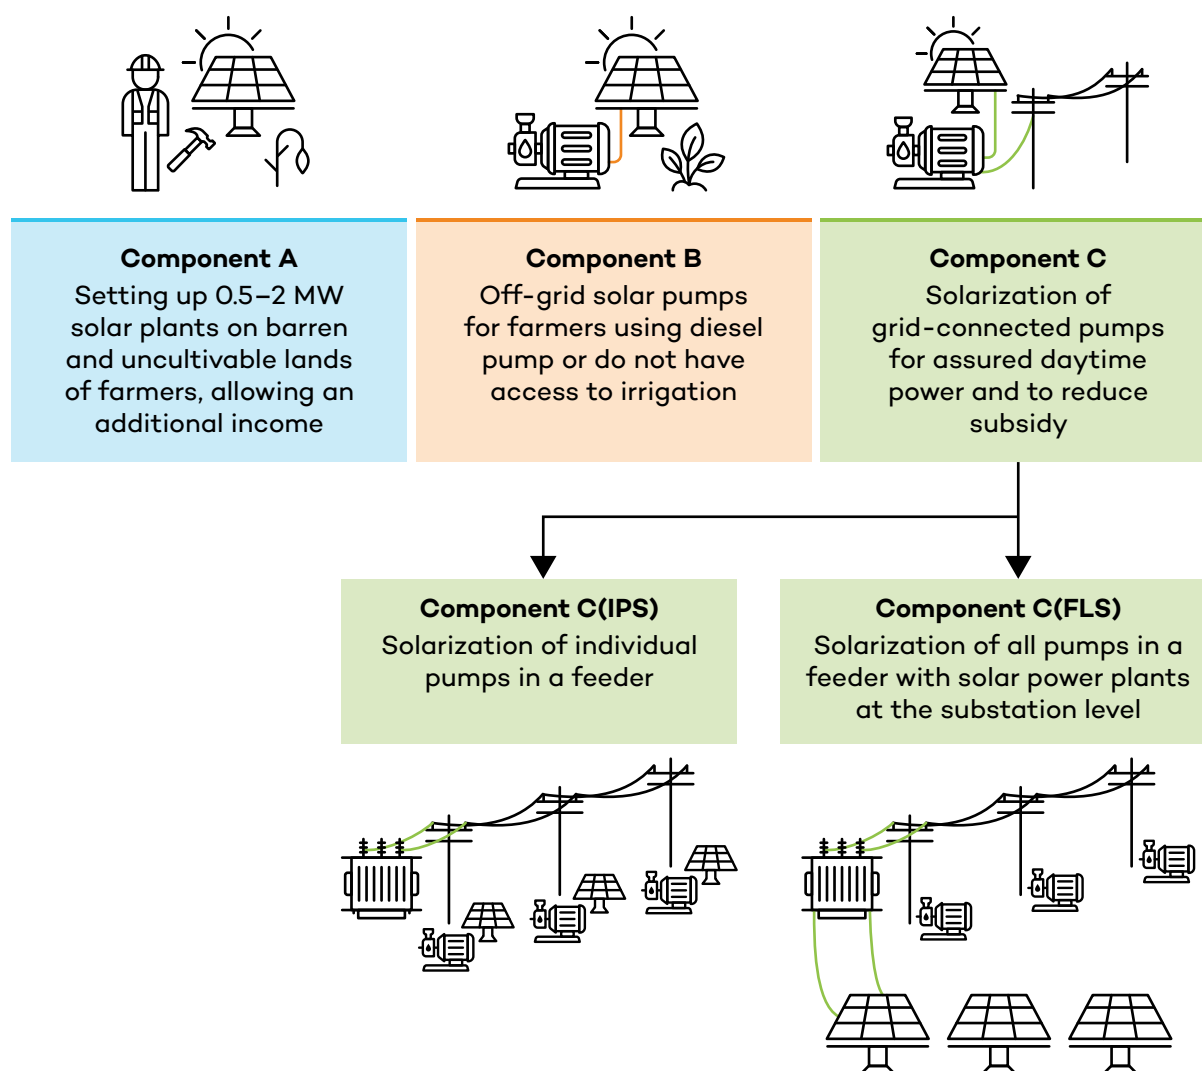 Component A
Setting up 0.5–2 MW
solar plants on barren
and uncultivable lands
of farmers, allowing an
additional income
Component B
Off-grid solar pumps
for farmers using diesel
pump or do not have
access to irrigation
Component C
Solarization of
grid-connected pumps
for assured daytime
power and to reduce
subsidy
Component C(IPS)
Solarization of individual
pumps in a feeder
Component C(FLS)
Solarization of all pumps in a
feeder with solar power plants
at the substation level